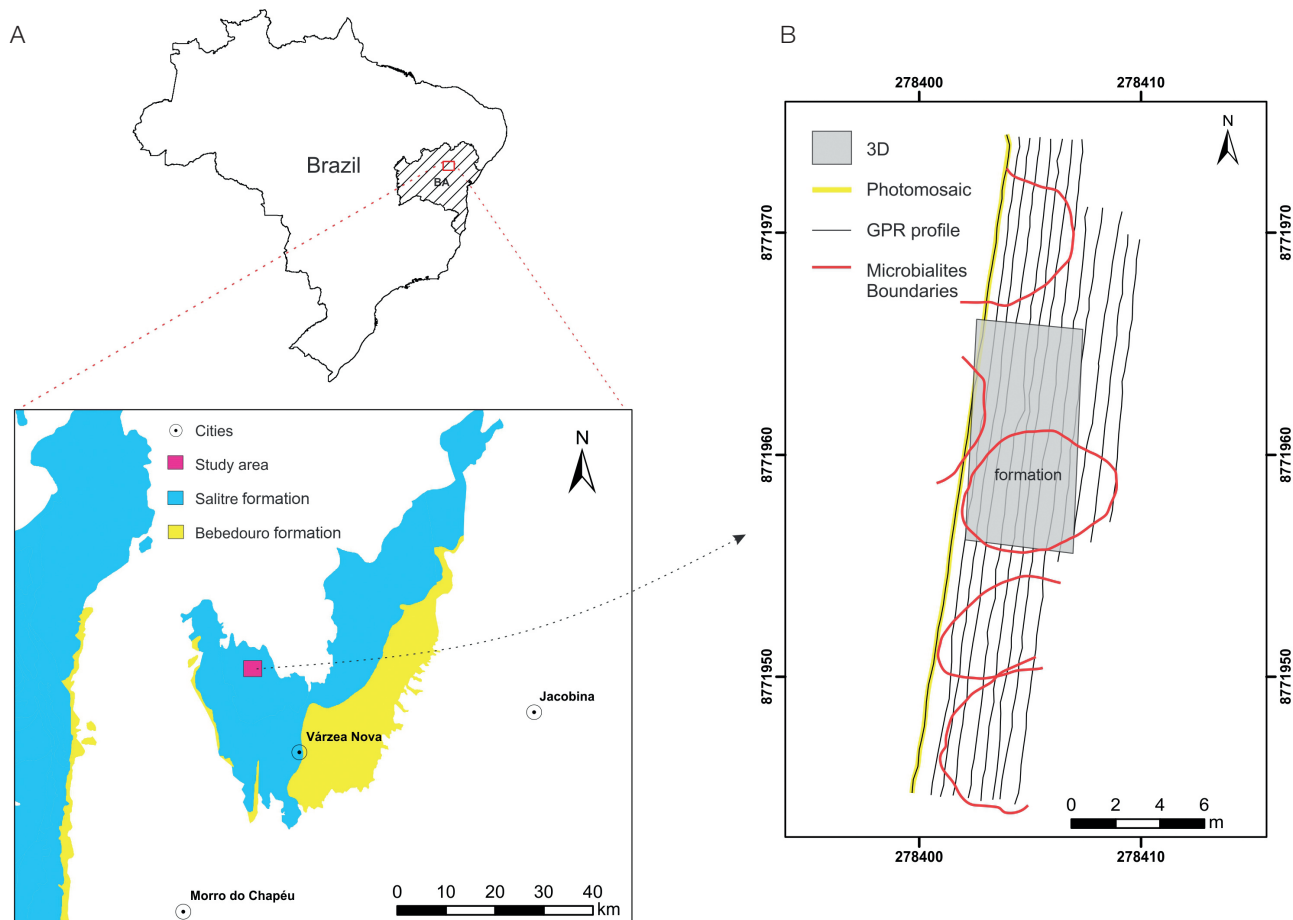 A
Brazil
BA
Cities
Study area
Salitre formation
Bebedouro formation
N
Jacobina
Várzea Nova
Morro do Chapéu
0 10 20 30 40
km
B
278400 278410
3D
Photomosaic
GPR profile
Microbialites
Boundaries
N
8771970 8771970
8771960 8771960
formation
8771950 8771950
0 2 4 6
m
278400 278410